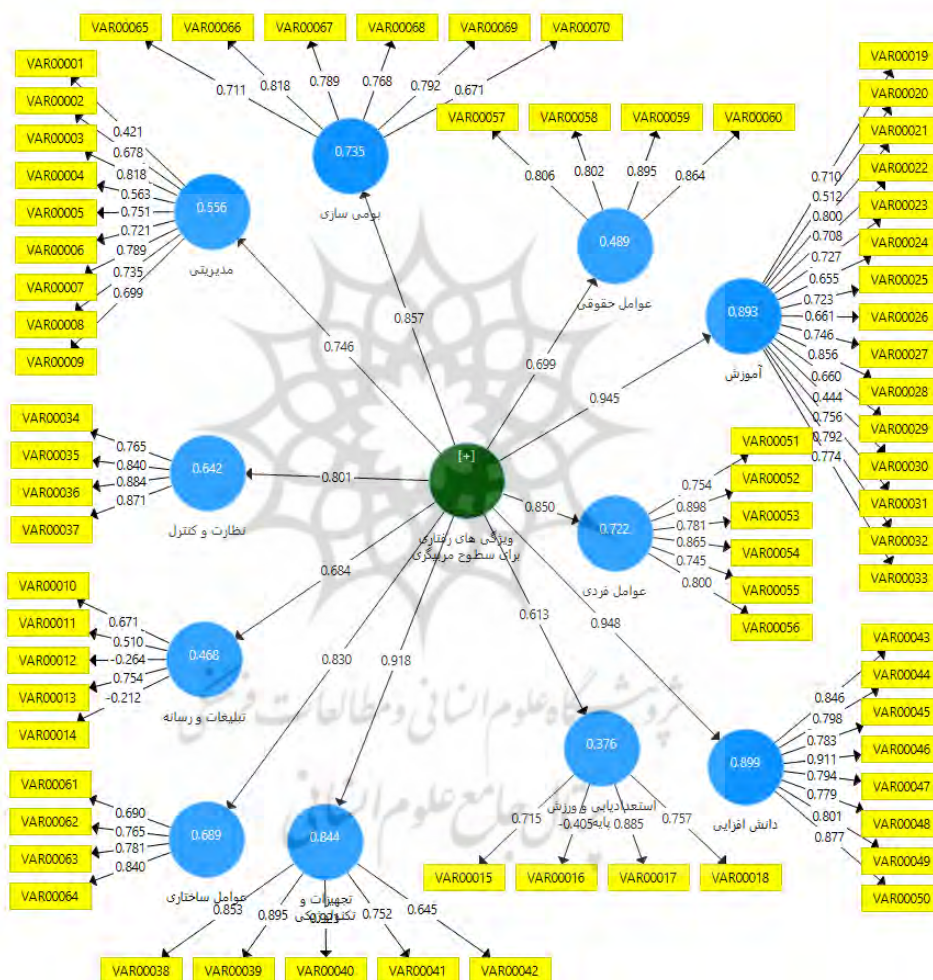 VAR00065 VAR00066 VAR00067 VAR00068 VAR00069 VAR00070
0.711 0.818 0.789 0.768 0.792 0.671
0.735
بومی سازی
VAR00001
VAR00002
VAR00003
VAR00004
VAR00005
VAR00006
VAR00007
VAR00008
VAR00009
0.421
0.678
0.818
0.563
0.751
0.721
0.789
0.735
0.699
0.556
مدیریتی
VAR00057 VAR00058 VAR00059 VAR00060
0.806 0.802 0.895 0.864
0.489
عوامل حقوقی
VAR00019
VAR00020
VAR00021
VAR00022
VAR00023
VAR00024
VAR00025
VAR00026
VAR00027
VAR00028
VAR00029
VAR00030
VAR00031
VAR00032
VAR00033
0.710
0.512
0.800
0.708
0.727
0.655
0.723
0.661
0.746
0.856
0.660
0.444
0.756
0.792
0.774
0.893
آموزش
0.857
0.746
0.699
0.945
VAR00034
VAR00035
VAR00036
VAR00037
0.765
0.840
0.884
0.871
0.642
نظارت و کنترل
0.801
[+]
ویژگی های رفتاری
برای سطوح مربیگری
0.850
VAR00051
VAR00052
VAR00053
VAR00054
VAR00055
VAR00056
0.754
0.898
0.781
0.865
0.745
0.800
0.722
عوامل فردی
0.684
0.830
0.918
0.613
0.948
VAR00010
VAR00011
VAR00012
VAR00013
VAR00014
0.671
0.510
-0.264
0.754
-0.212
0.468
تبلیغات و رسانه
پژوهشگاه علوم انسانی و مطالعات فرهنگی
پرتال جامع علوم انسانی
VAR00043
VAR00044
VAR00045
VAR00046
VAR00047
VAR00048
VAR00049
VAR00050
0.846
0.798
0.783
0.911
0.794
0.779
0.801
0.877
0.899
دانش افزایی
0.376
استعدادیابی و ورزش
پایه
0.715 -0.405 0.885 0.757
VAR00015 VAR00016 VAR00017 VAR00018
VAR00061
VAR00062
VAR00063
VAR00064
0.690
0.765
0.781
0.840
0.689
عوامل ساختاری
0.844
تجهیزات و
تکنولوژیکی
0.853 0.895 0.752 0.645
VAR00038 VAR00039 VAR00040 VAR00041 VAR00042